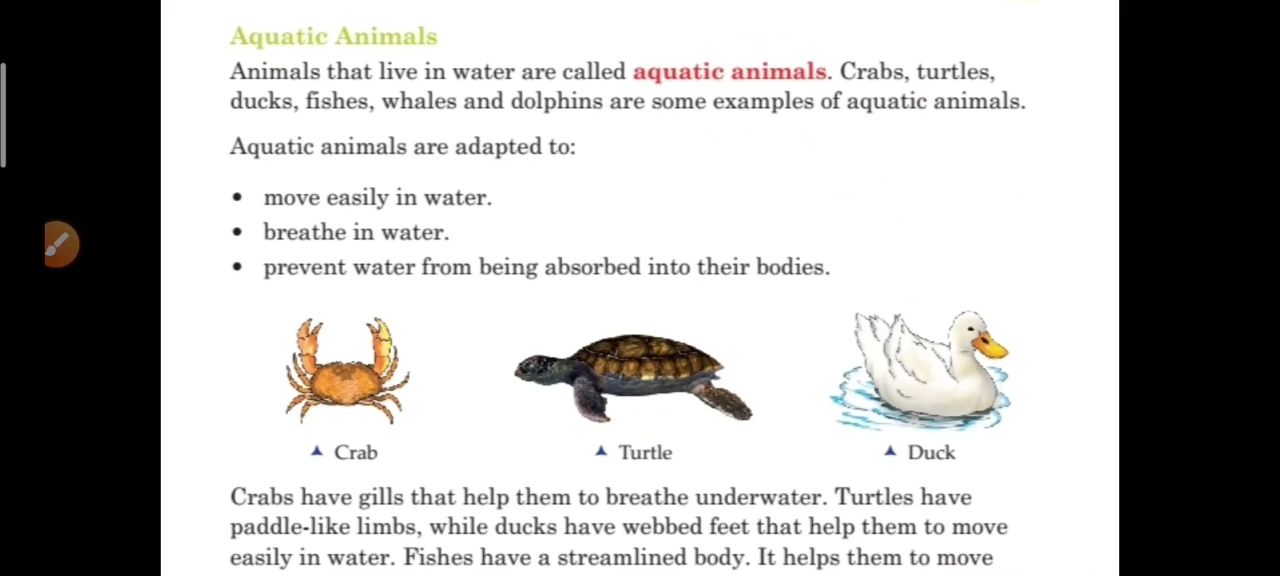 Aquatic Animals
Animals that live in water are called aquatic animals. Crabs, turtles,
ducks, fishes, whales and dolphins are some examples of aquatic animals.
Aquatic animals are adapted to:
• move easily in water.
• breathe in water.
• prevent water from being absorbed into their bodies.
▲ Crab
▲ Turtle
▲ Duck
Crabs have gills that help them to breathe underwater. Turtles have
paddle-like limbs, while ducks have webbed feet that help them to move
easily in water. Fishes have a streamlined body. It helps them to move